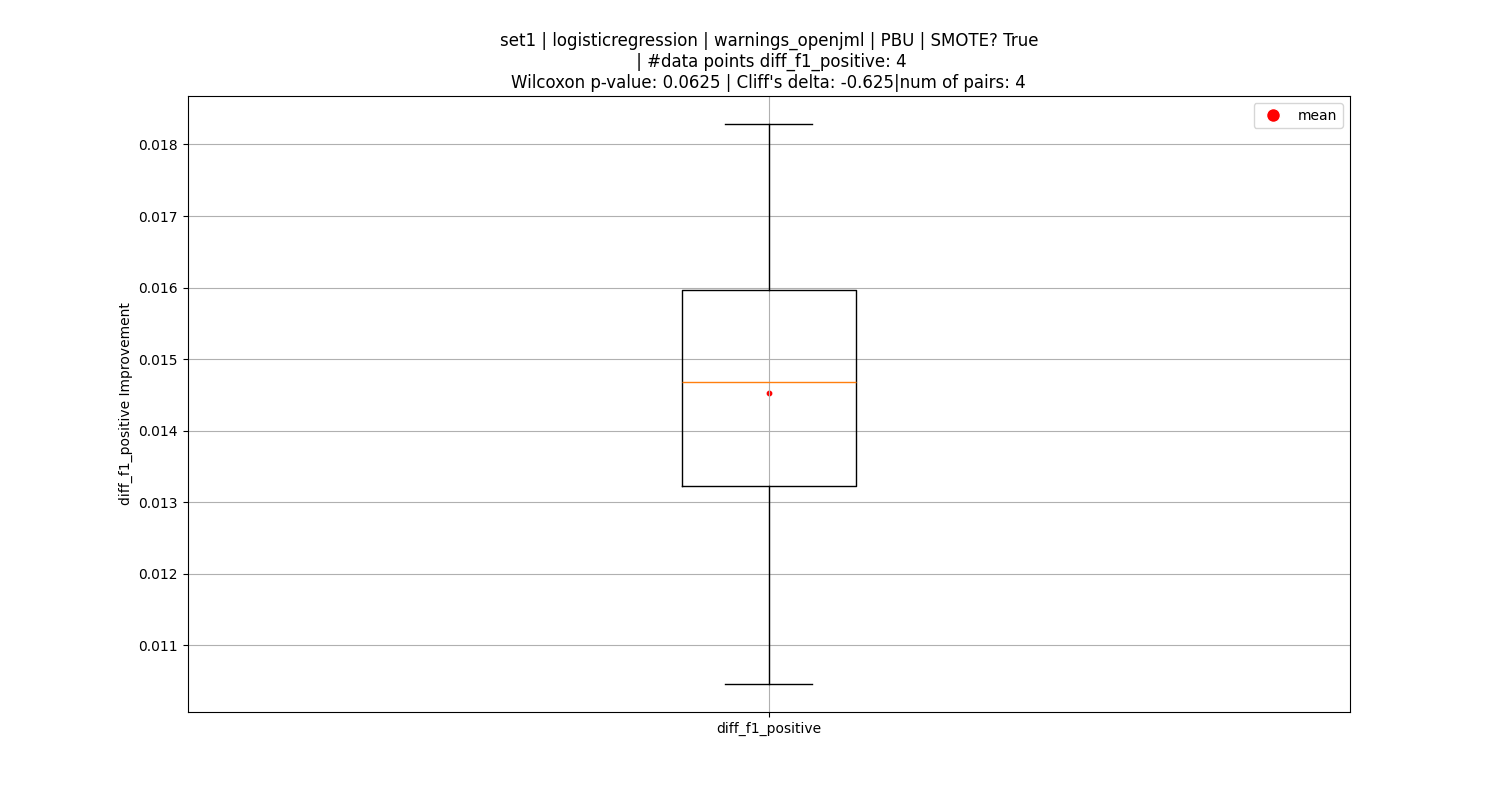 set1 | logisticregression | warnings_openjml | PBU | SMOTE? True
| #data points diff_f1_positive: 4
Wilcoxon p-value: 0.0625 | Cliff's delta: -0.625|num of pairs: 4
mean
0.018
0.017
0.016
0.015
0.014
0.013
0.012
0.011
diff_f1_positive Improvement
diff_f1_positive